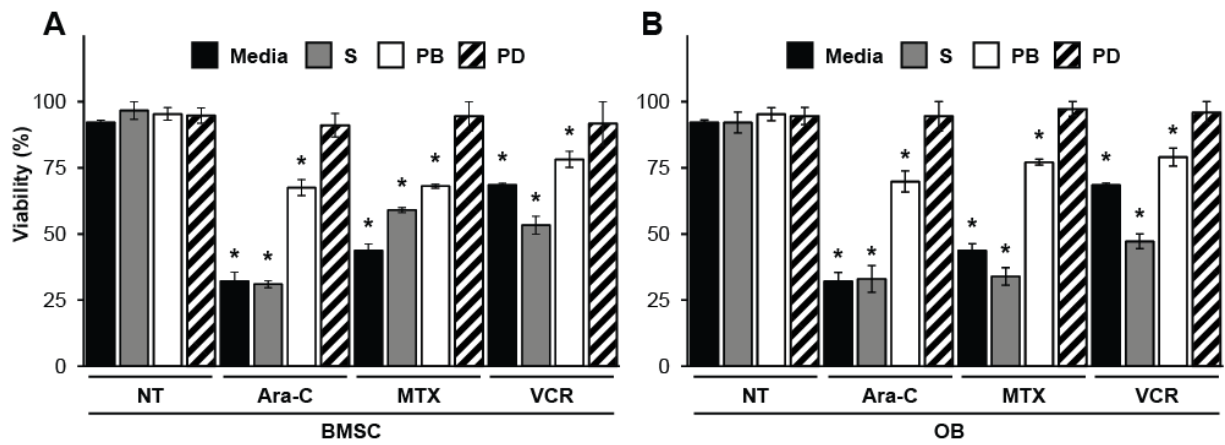 A
Media S PB PD
Viability (%)
100
75
50
25
0
* * * * * * * * *
NT Ara-C MTX VCR
BMSC
B
Media S PB PD
100
75
50
25
0
* * * * * * * * *
NT Ara-C MTX VCR
OB